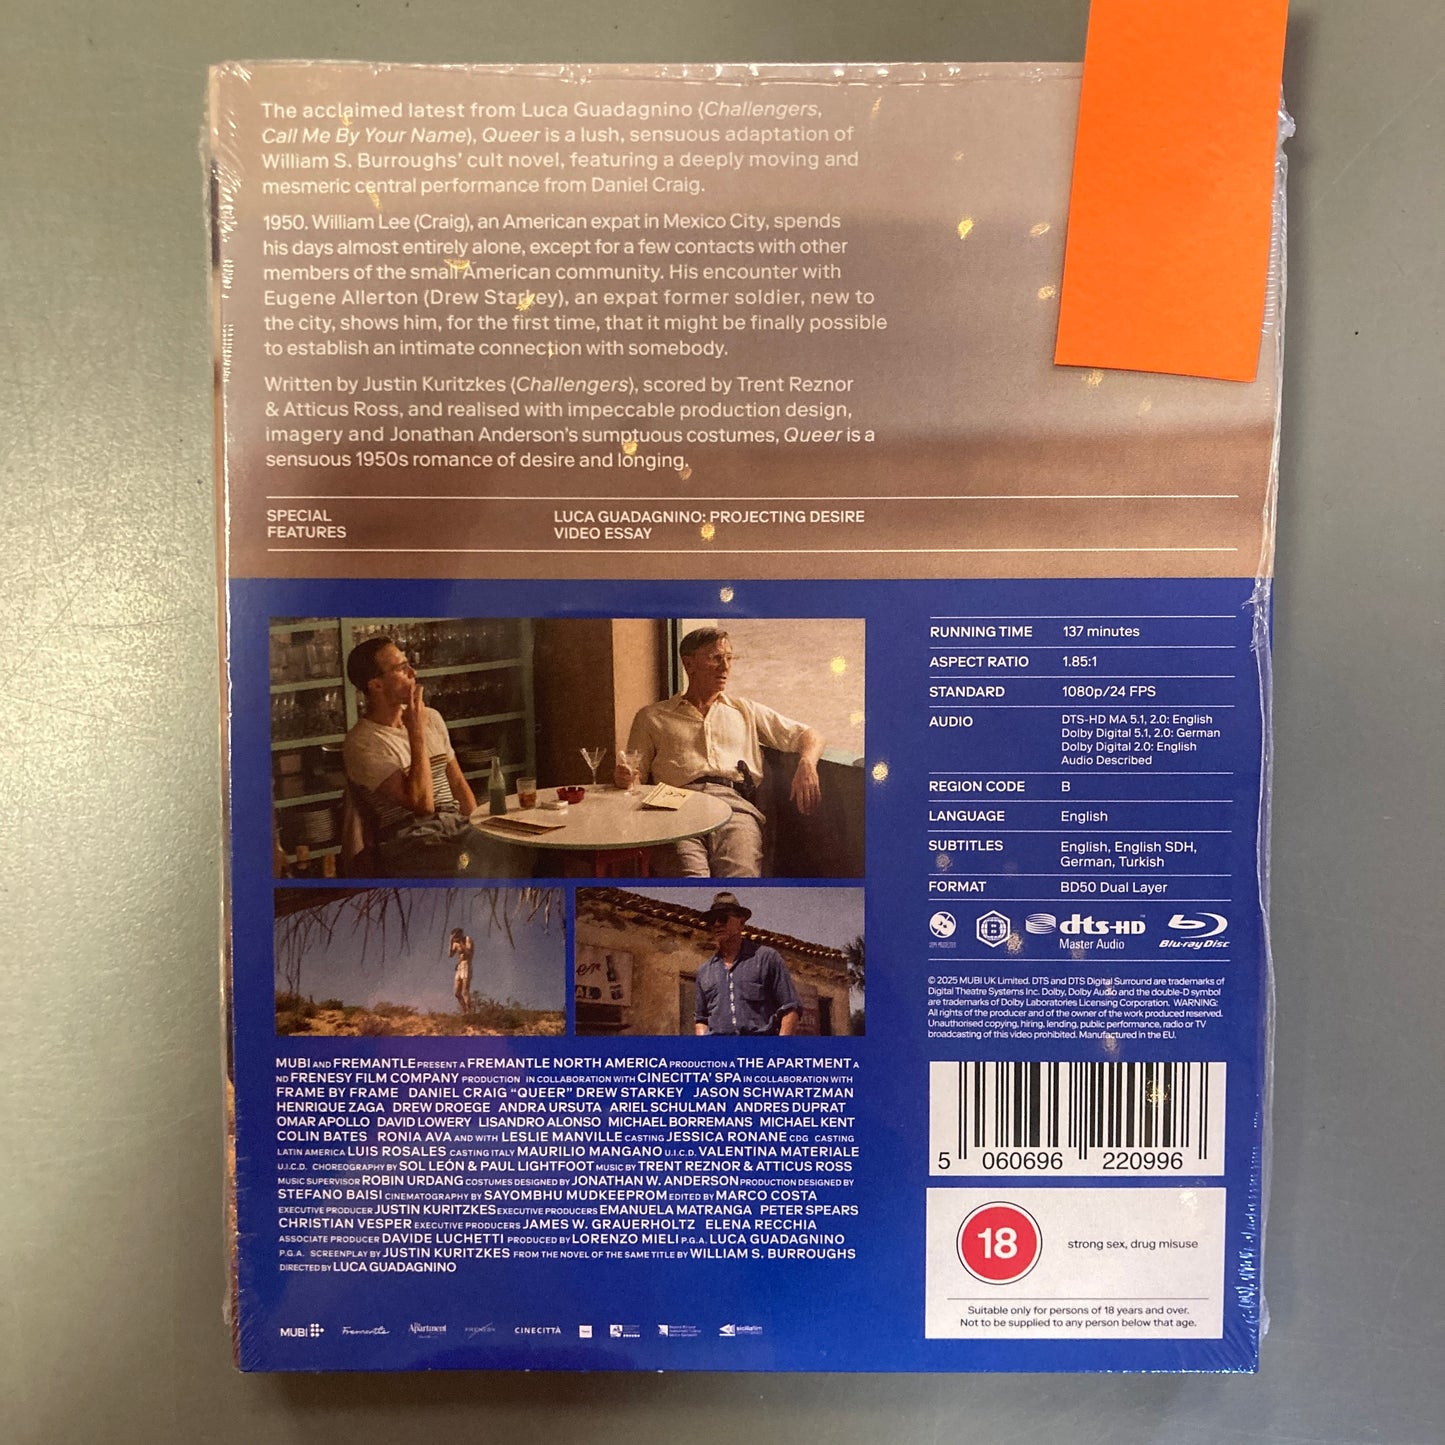 The acclaimed latest from Luca Guadagnino (Challengers,
Call Me By Your Name), Queer is a lush, sensuous adaptation of
William S. Burroughs' cult novel, featuring a deeply moving and
mesmeric central performance from Daniel Craig.
1950. William Lee (Craig), an American expat in Mexico City, spends
his days almost entirely alone, except for a few contacts with other
members of the small American community. His encounter with
Eugene Allerton (Drew Starkey), an expat former soldier, new to
the city, shows him, for the first time, that it might be finally possible
to establish an intimate connection with somebody.
Written by Justin Kuritzkes (Challengers), scored by Trent Reznor
& Atticus Ross, and realised with impeccable production design,
imagery and Jonathan Anderson's sumptuous costumes, Queer is a
sensuous 1950s romance of desire and longing.
SPECIAL
FEATURES
LUCA GUADAGNINO: PROJECTING DESIRE
VIDEO ESSAY
RUNNING TIME 137 minutes
ASPECT RATIO 1.85:1
STANDARD 1080p/24 FPS
AUDIO DTS-HD MA 5.1, 2.0: English
Dolby Digital 5.1, 2.0: German
Dolby Digital 2.0: English
Audio Described
REGION CODE B
LANGUAGE English
SUBTITLES English, English SDH,
German, Turkish
FORMAT BD50 Dual Layer
B
dts-HD
Master Audio
Blu-ray Disc
© 2025 MUBI UK Limited. DTS and DTS Digital Surround are trademarks of
Digital Theatre Systems Inc. Dolby, Dolby Audio and the double-D symbol
are trademarks of Dolby Laboratories Licensing Corporation. WARNING:
All rights of the producer and of the owner of the work produced reserved.
Unauthorised copying, hiring, lending, public performance, radio or TV
broadcasting of this video prohibited. Manufactured in the EU.
MUBI AND FREMANTLE PRESENT A FREMANTLE NORTH AMERICA PRODUCTION A THE APARTMENT A
ND FRENESY FILM COMPANY PRODUCTION IN COLLABORATION WITH CINECITTA' SPA IN COLLABORATION WITH
FRAME BY FRAME DANIEL CRAIG "QUEER" DREW STARKEY JASON SCHWARTZMAN
HENRIQUE ZAGA DREW DROEGE ANDRA URSUTA ARIEL SCHULMAN ANDRES DUPRAT
OMAR APOLLO DAVID LOWERY LISANDRO ALONSO MICHAEL BORREMANS MICHAEL KENT
COLIN BATES RONIA AVA AND WITH LESLIE MANVILLE CASTING JESSICA RONANE CDG CASTING
LATIN AMERICA LUIS ROSALES CASTING ITALY MAURILIO MANGANO U.I.C.D. VALENTINA MATERIALE
U.I.C.D. CHOREOGRAPHY BY SOL LEÓN & PAUL LIGHTFOOT MUSIC BY TRENT REZNOR & ATTICUS ROSS
MUSIC SUPERVISOR ROBIN URDANG COSTUMES DESIGNED BY JONATHAN W. ANDERSON PRODUCTION DESIGNED BY
STEFANO BAISI CINEMATOGRAPHY BY SAYOMBHU MUDKEEPROM EDITED BY MARCO COSTA
EXECUTIVE PRODUCER JUSTIN KURITZKES EXECUTIVE PRODUCERS EMANUELA MATRANGA PETER SPEARS
CHRISTIAN VESPER EXECUTIVE PRODUCERS JAMES W. GRAUERHOLTZ ELENA RECCHIA
ASSOCIATE PRODUCER DAVIDE LUCHETTI PRODUCED BY LORENZO MIELI P.G.A. LUCA GUADAGNINO
P.G.A. SCREENPLAY BY JUSTIN KURITZKES FROM THE NOVEL OF THE SAME TITLE BY WILLIAM S. BURROUGHS
DIRECTED BY LUCA GUADAGNINO
5 060696 220996
18
strong sex, drug misuse
Suitable only for persons of 18 years and over.
Not to be supplied to any person below that age.
MUBI Fremantle Apartment FRENESY CINECITTÀ